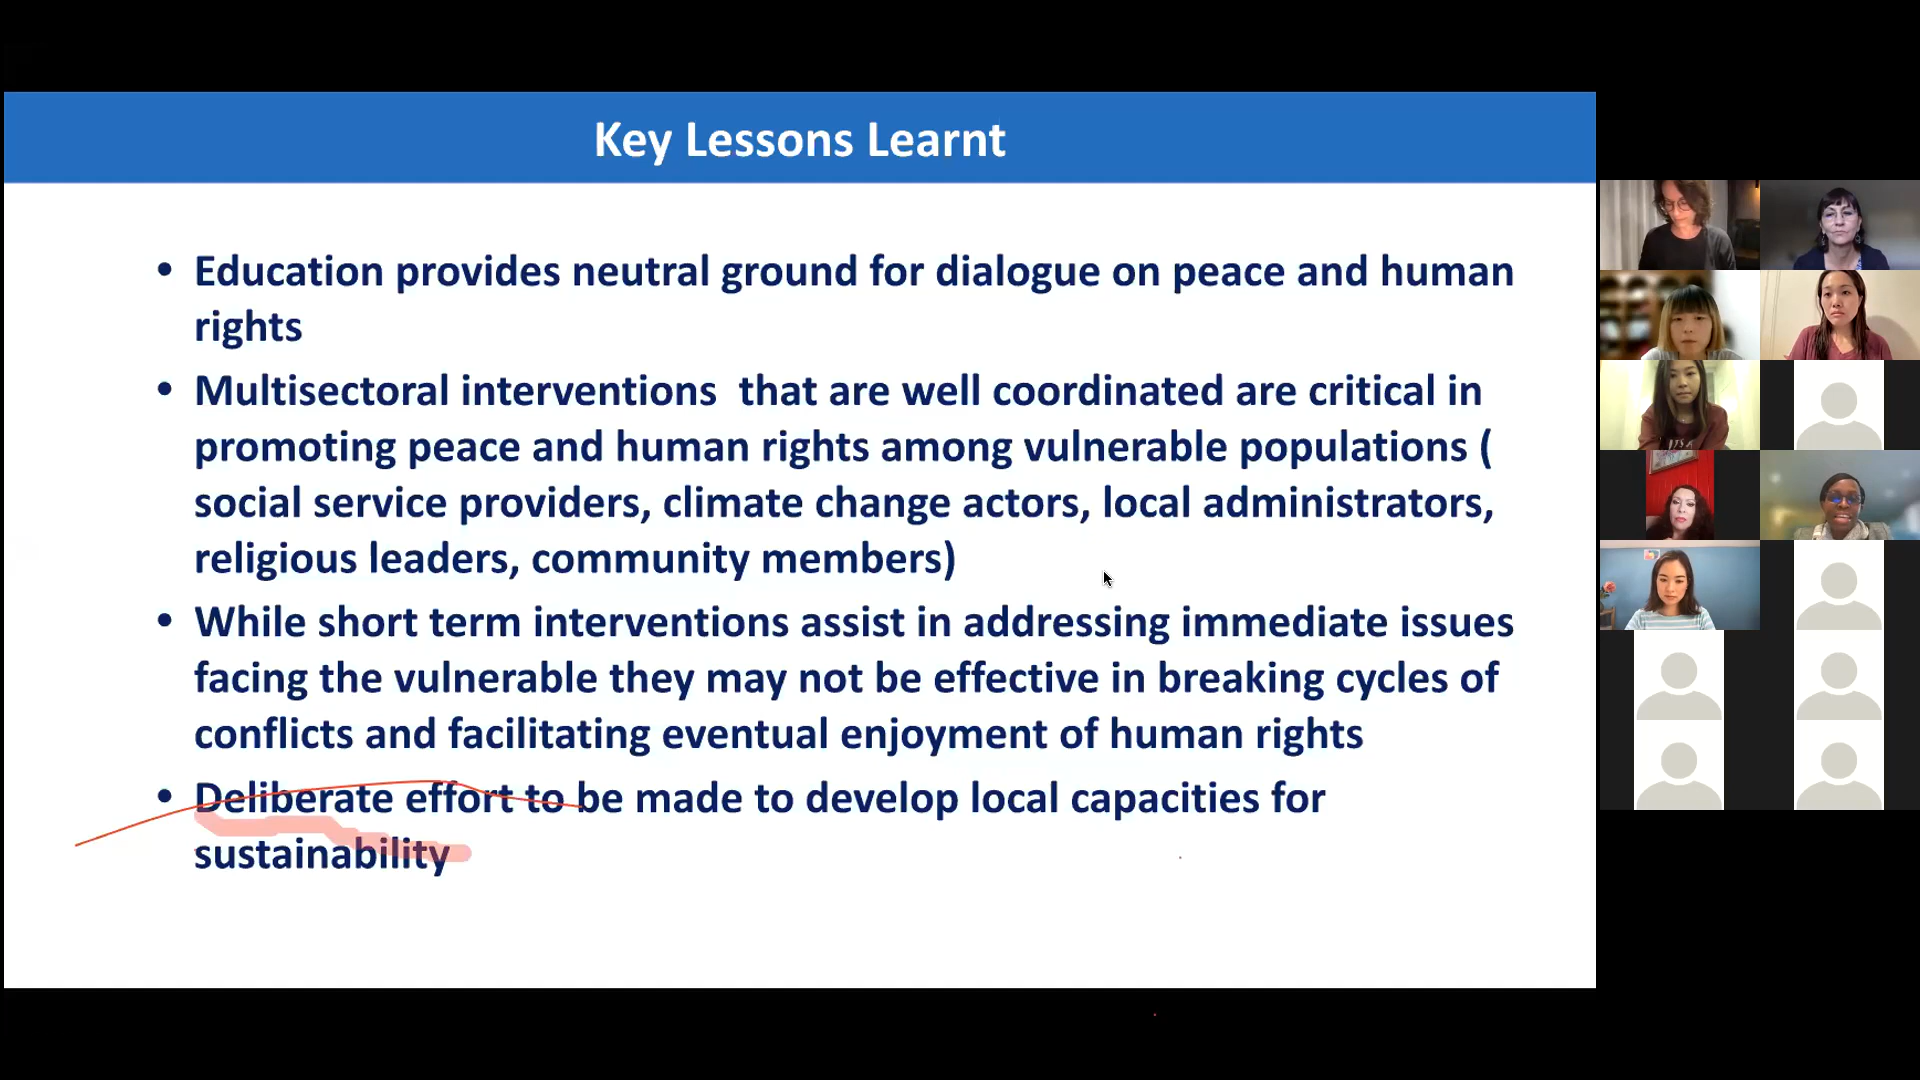 Key Lessons Learnt
• Education provides neutral ground for dialogue on peace and human
rights
• Multisectoral interventions  that are well coordinated are critical in
promoting peace and human rights among vulnerable populations (
social service providers, climate change actors, local administrators,
religious leaders, community members)
• While short term interventions assist in addressing immediate issues
facing the vulnerable they may not be effective in breaking cycles of
conflicts and facilitating eventual enjoyment of human rights
• Deliberate effort to be made to develop local capacities for
sustainability